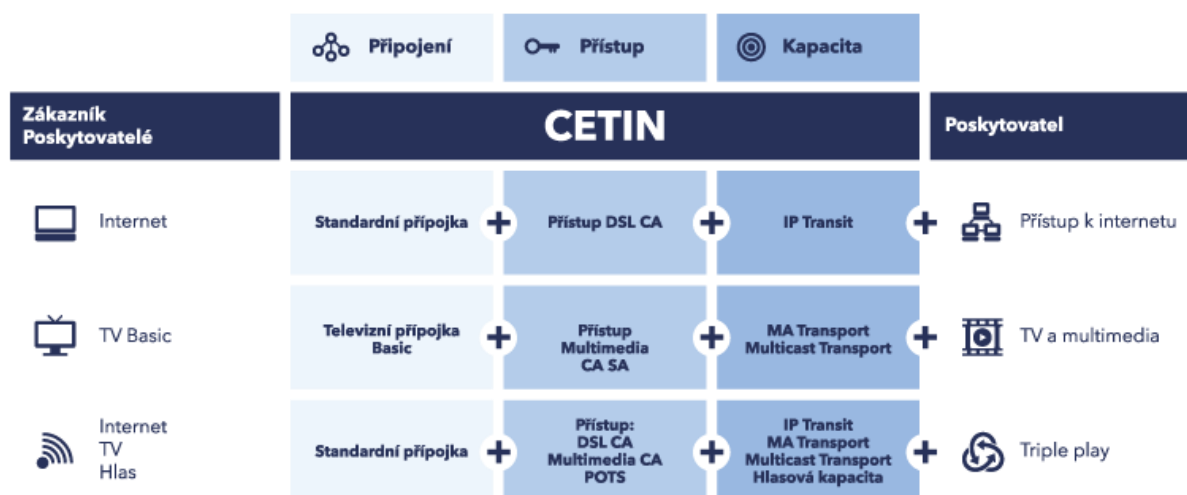 Připojení
Přístup
Kapacita
Zákazník
Poskytovatelé
CETIN
Poskytovatel
Internet
Standardní přípojka
Přístup DSL CA
IP Transit
Přístup k internetu
TV Basic
Televizní přípojka
Basic
Přístup
Multimedia
CA SA
MA Transport
Multicast Transport
TV a multimedia
Internet
TV
Hlas
Standardní přípojka
Přístup:
DSL CA
Multimedia CA
POTS
IP Transit
MA Transport
Multicast Transport
Hlasová kapacita
Triple play